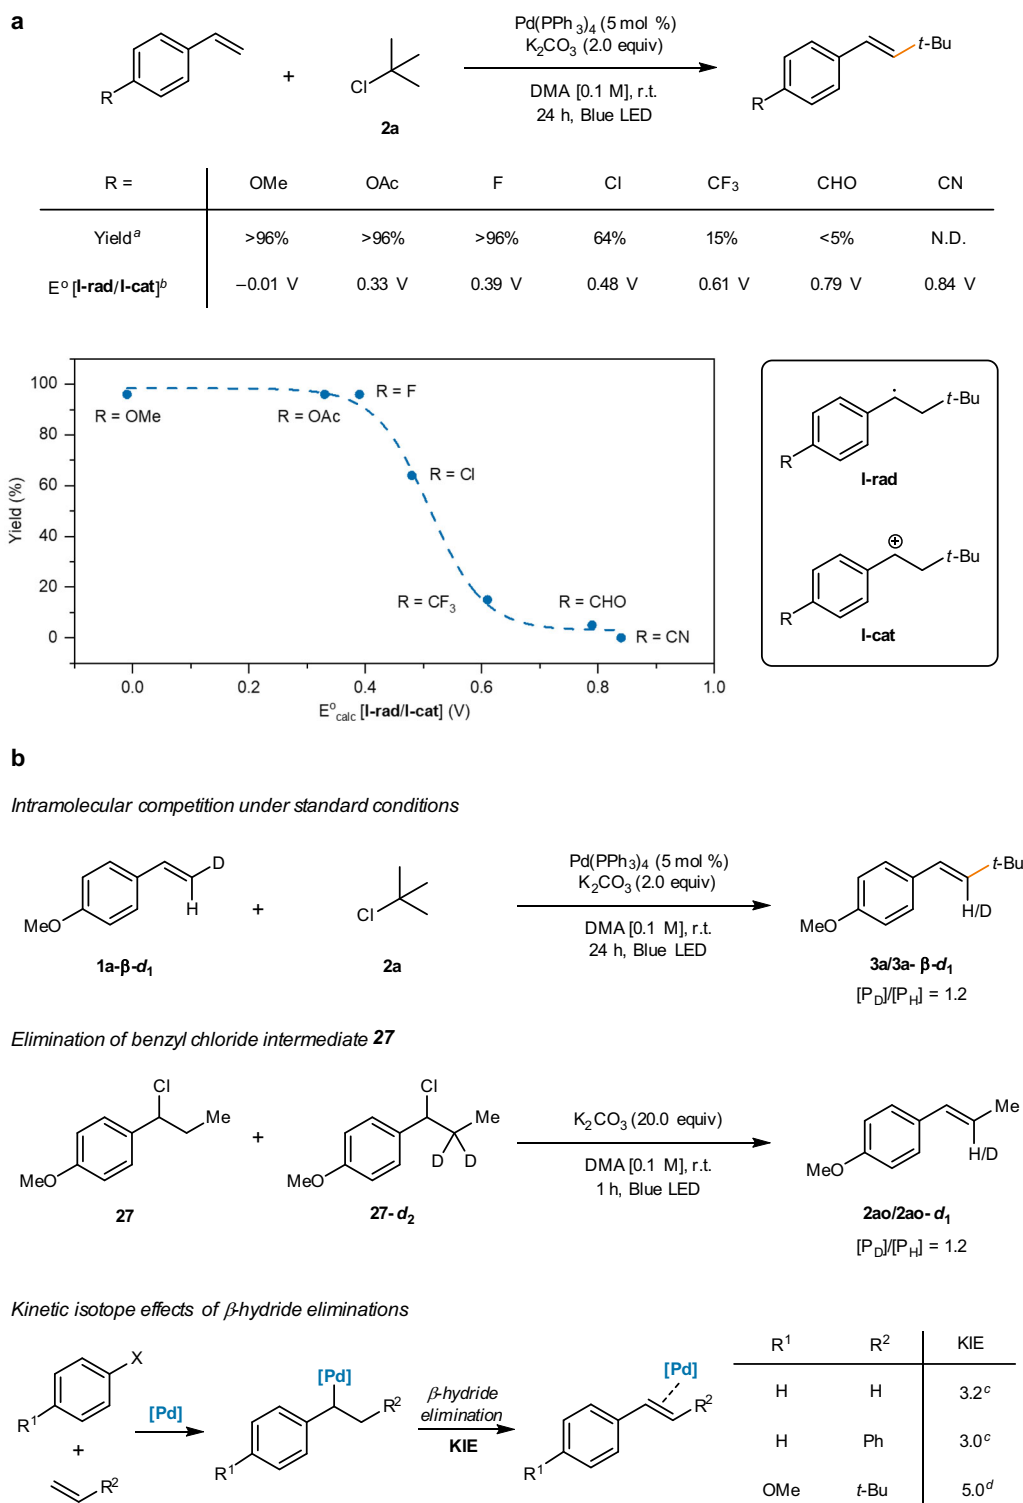 a
R
+
Cl
2a
Pd(PPh3)4 (5 mol %)
K2CO3 (2.0 equiv)
DMA [0.1 M], r.t.
24 h, Blue LED
t-Bu
R
R = OMe OAc F Cl CF3 CHO CN
Yield^a >96% >96% >96% 64% 15% <5% N.D.
E^o [I-rad/I-cat]^b −0.01 V 0.33 V 0.39 V 0.48 V 0.61 V 0.79 V 0.84 V
Yield (%)
100
80
60
40
20
0
R = OMe
R = OAc
R = F
R = Cl
R = CF3
R = CHO
R = CN
0.0 0.2 0.4 0.6 0.8 1.0
E^o calc [I-rad/I-cat] (V)
t-Bu
R
I-rad
t-Bu
R
I-cat
b
Intramolecular competition under standard conditions
D
H
MeO
1a-β-d1
+
Cl
2a
Pd(PPh3)4 (5 mol %)
K2CO3 (2.0 equiv)
DMA [0.1 M], r.t.
24 h, Blue LED
t-Bu
H/D
MeO
3a/3a- β-d1
[PD]/[PH] = 1.2
Elimination of benzyl chloride intermediate 27
Cl
Me
MeO
27
+
Cl
Me
D D
MeO
27- d2
K2CO3 (20.0 equiv)
DMA [0.1 M], r.t.
1 h, Blue LED
Me
H/D
MeO
2ao/2ao- d1
[PD]/[PH] = 1.2
Kinetic isotope effects of β-hydride eliminations
X
R1
+
R2
[Pd]
[Pd]
R2
R1
β-hydride
elimination
KIE
[Pd]
R2
R1
R1 R2 KIE
H H 3.2^c
H Ph 3.0^c
OMe t-Bu 5.0^d